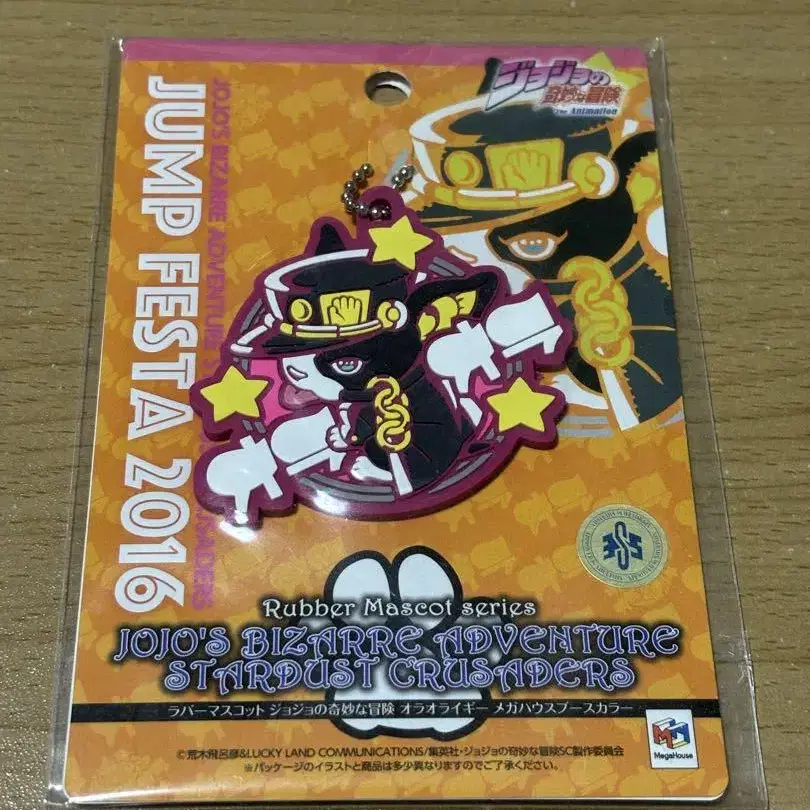 ジョジョの
奇妙な冒険
The Animation
JUMP FESTA 2016
Rubber Mascot series
JOJO'S BIZARRE ADVENTURE
STARDUST CRUSADERS
ラバーマスコット ジョジョの奇妙な冒険 オラオライギー メガハウスブースカラー
©荒木飛呂彦&LUCKY LAND COMMUNICATIONS/集英社・ジョジョの奇妙な冒険SC製作委員会
※パッケージのイラストと商品は多少異なりますのでご了承ください。
MegaHouse